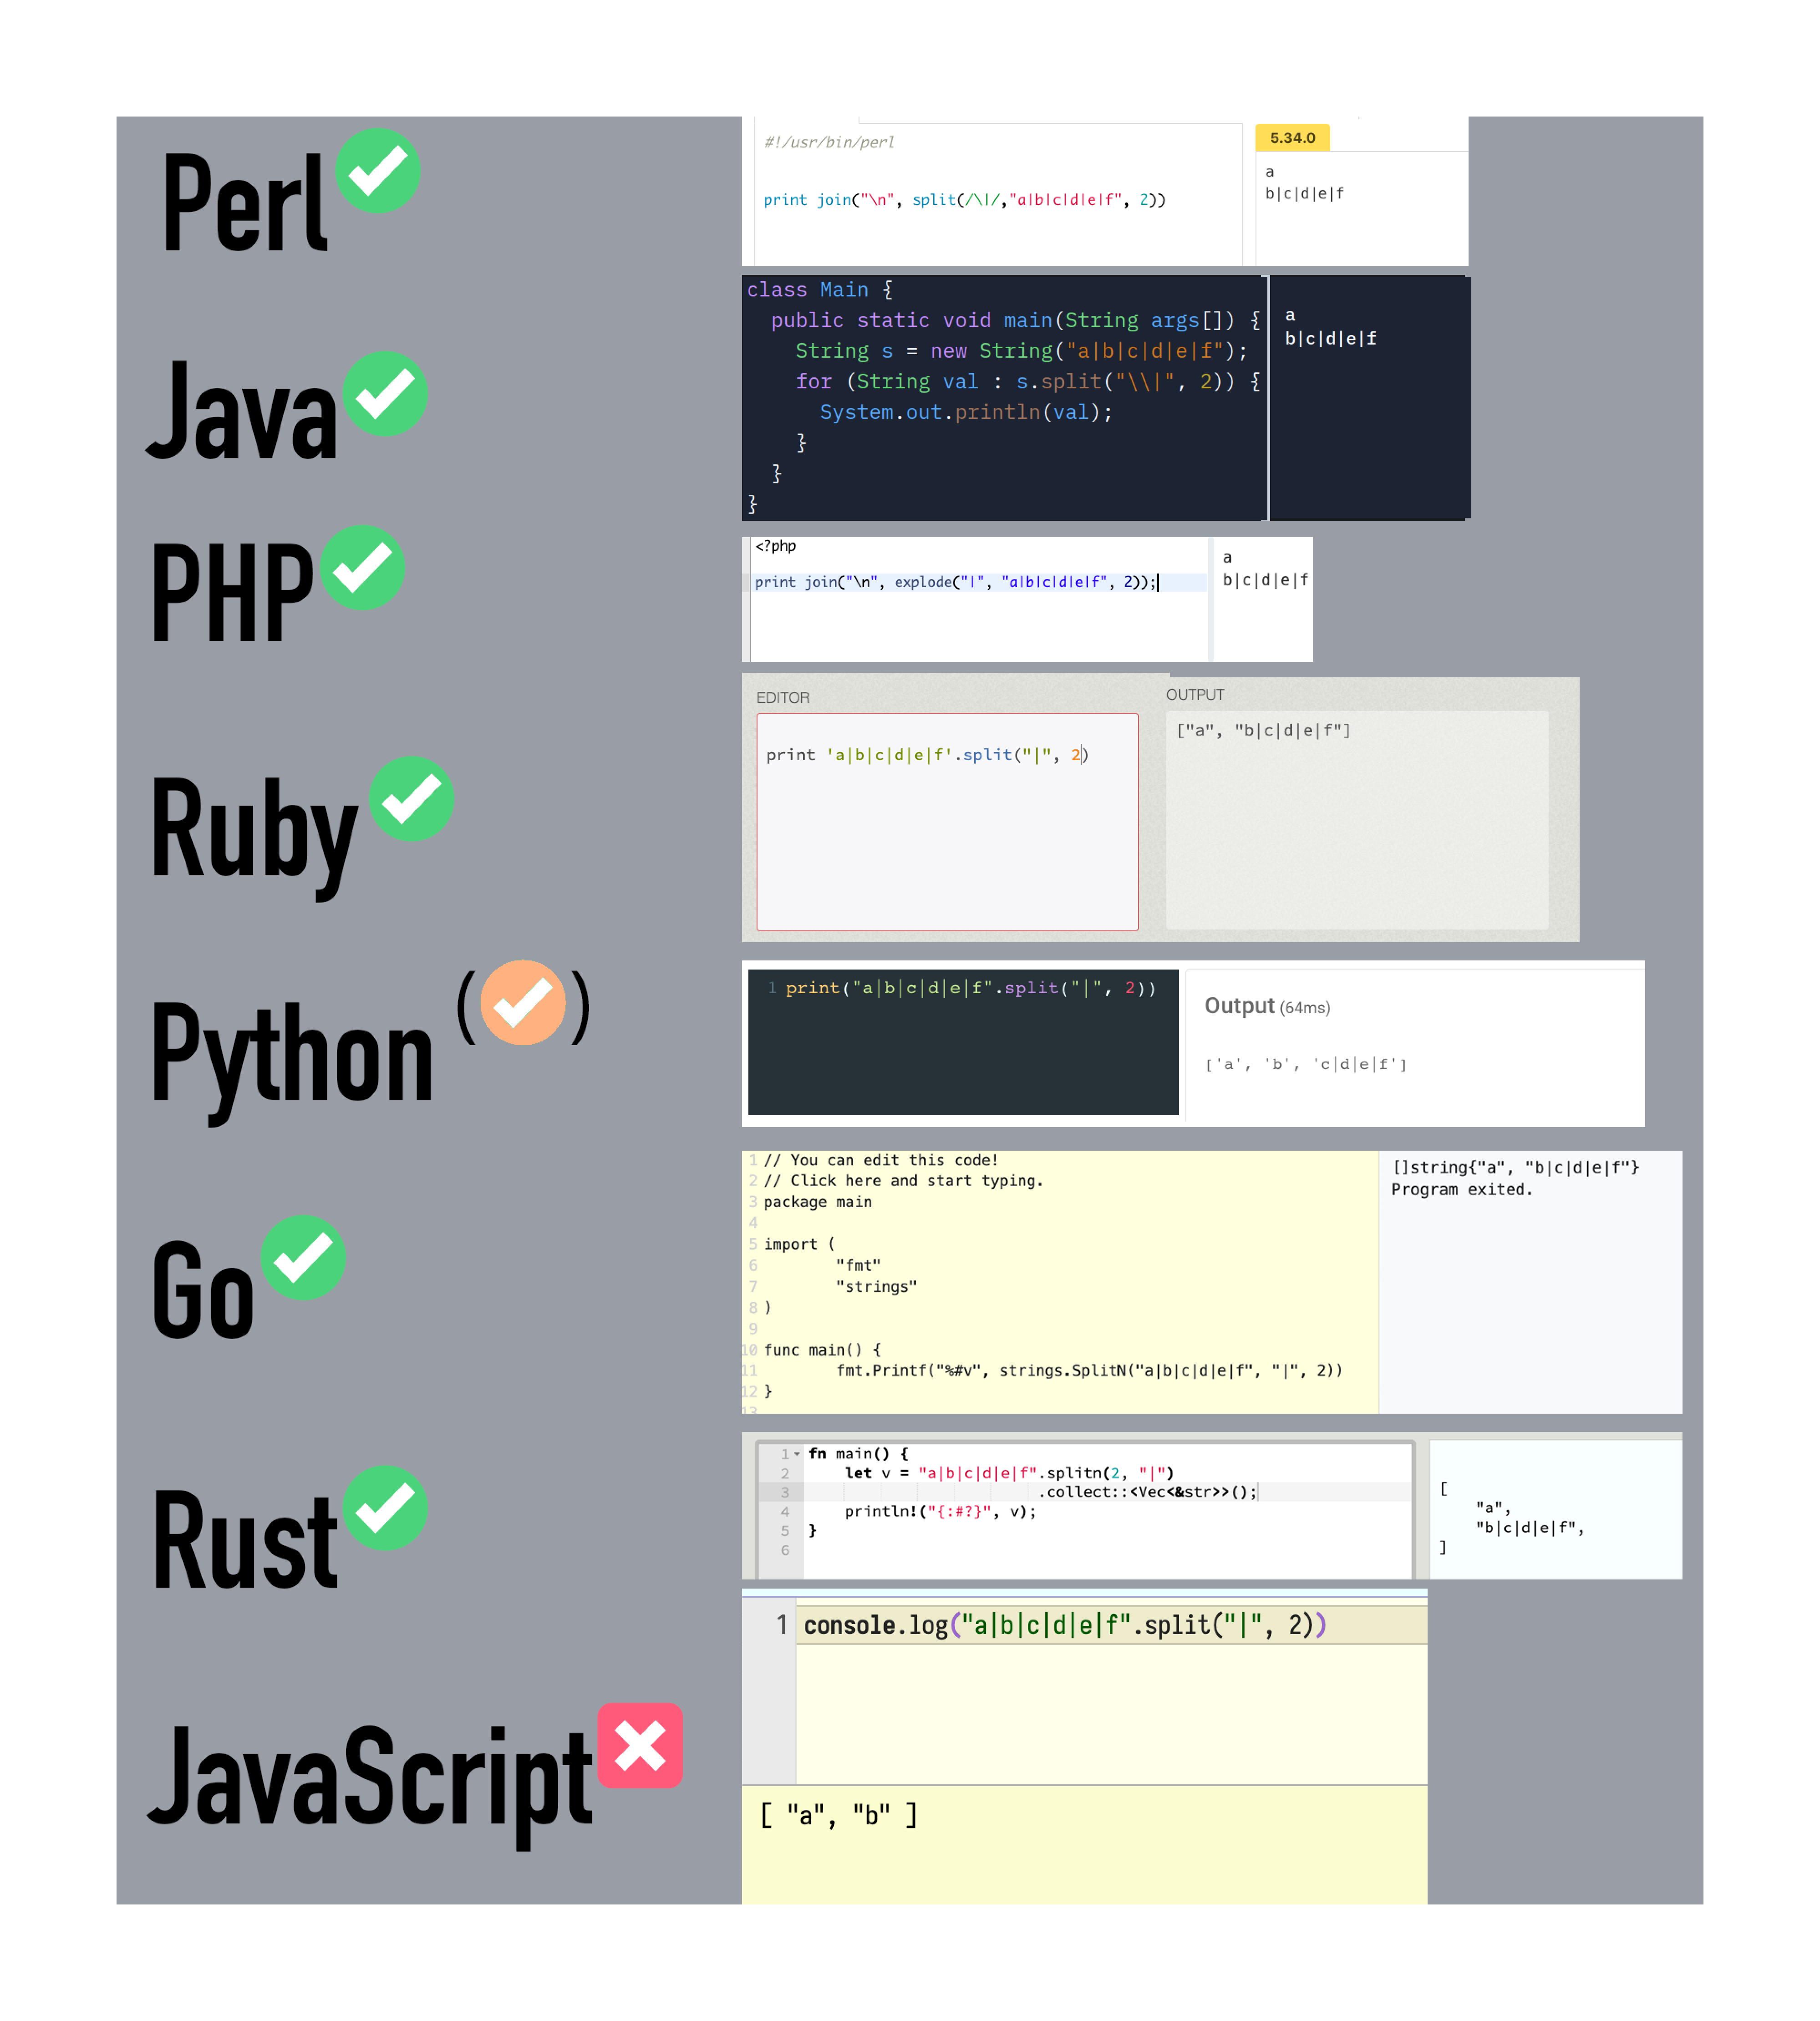 Perl
#!/usr/bin/perl
print join("\n", split(/\|/,"a|b|c|d|e|f", 2))
5.34.0
a
b|c|d|e|f
Java
class Main {
  public static void main(String args[]) {
    String s = new String("a|b|c|d|e|f");
    for (String val : s.split("\\|", 2)) {
      System.out.println(val);
    }
  }
}
a
b|c|d|e|f
PHP
<?php
print join("\n", explode("|", "a|b|c|d|e|f", 2));
a
b|c|d|e|f
Ruby
EDITOR
print 'a|b|c|d|e|f'.split("|", 2)
OUTPUT
["a", "b|c|d|e|f"]
Python ( )
1 print("a|b|c|d|e|f".split("|", 2))
Output (64ms)
['a', 'b', 'c|d|e|f']
Go
1 // You can edit this code!
2 // Click here and start typing.
3 package main
4
5 import (
6 	"fmt"
7 	"strings"
8 )
9
10 func main() {
11 	fmt.Printf("%#v", strings.SplitN("a|b|c|d|e|f", "|", 2))
12 }
13
[]string{"a", "b|c|d|e|f"}
Program exited.
Rust
1 fn main() {
2     let v = "a|b|c|d|e|f".splitn(2, "|")
3                         .collect::<Vec<&str>>();
4     println!("{:#?}", v);
5 }
6
[
    "a",
    "b|c|d|e|f",
]
JavaScript
1 console.log("a|b|c|d|e|f".split("|", 2))
[ "a", "b" ]